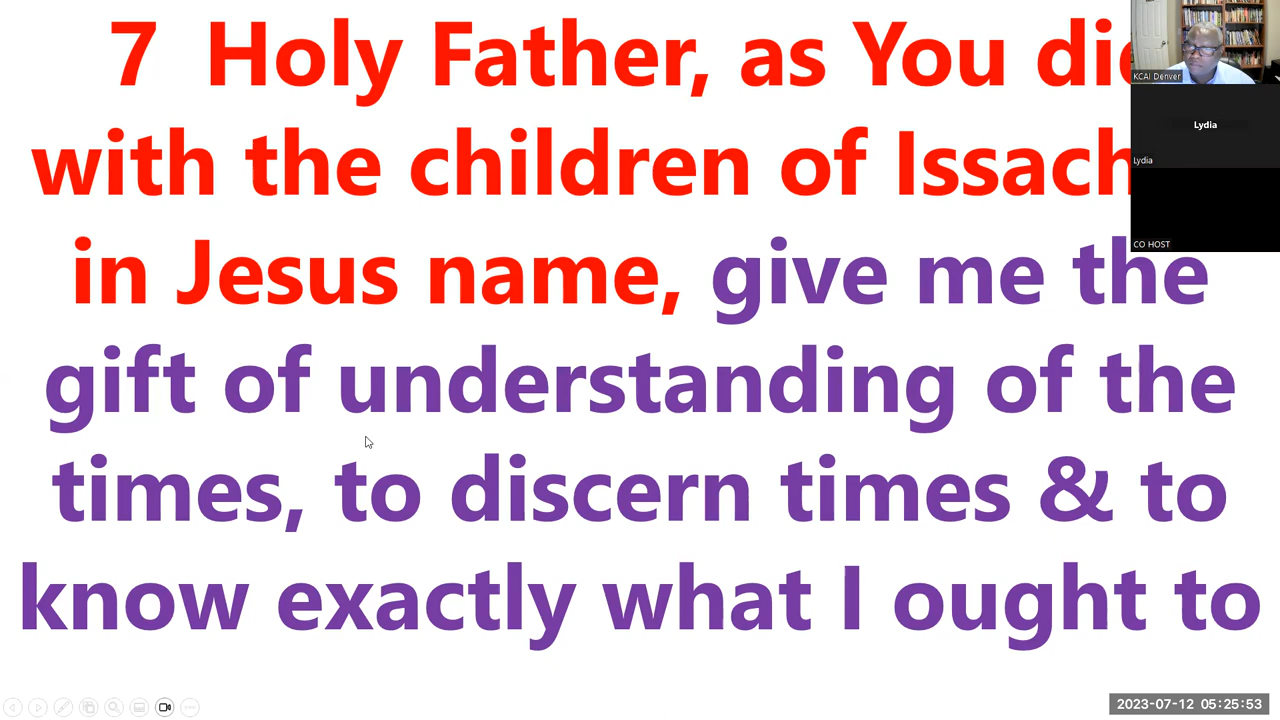 7 Holy Father, as You
with the children of
in Jesus name, give me the
gift of understanding of the
times, to discern times & to
know exactly what I ought to
KCAI Denver
Lydia
Lydia
CO HOST
2023-07-12 05:25:53